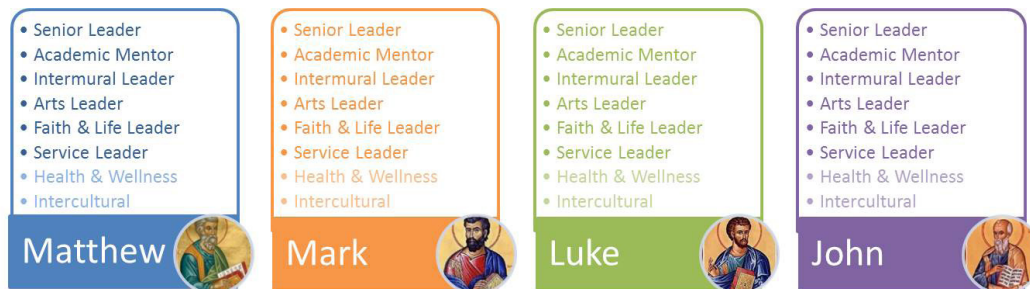 • Senior Leader
• Academic Mentor
• Intermural Leader
• Arts Leader
• Faith & Life Leader
• Service Leader
• Health & Wellness
• Intercultural
Matthew
• Senior Leader
• Academic Mentor
• Intermural Leader
• Arts Leader
• Faith & Life Leader
• Service Leader
• Health & Wellness
• Intercultural
Mark
• Senior Leader
• Academic Mentor
• Intermural Leader
• Arts Leader
• Faith & Life Leader
• Service Leader
• Health & Wellness
• Intercultural
Luke
• Senior Leader
• Academic Mentor
• Intermural Leader
• Arts Leader
• Faith & Life Leader
• Service Leader
• Health & Wellness
• Intercultural
John